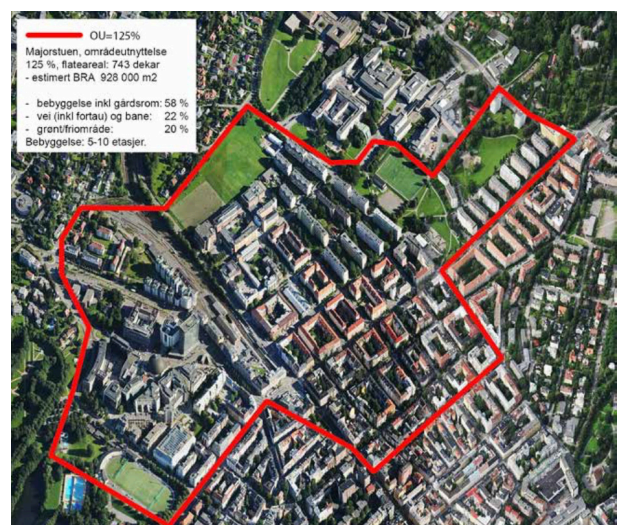 OU=125%
Majorstuen, områdeutnyttelse
125 %, flateareal: 743 dekar
- estimert BRA 928 000 m2
- bebyggelse inkl gårdsrom: 58 %
- vei (inkl fortau) og bane: 22 %
- grønt/friområde: 20 %
Bebyggelse: 5-10 etasjer.